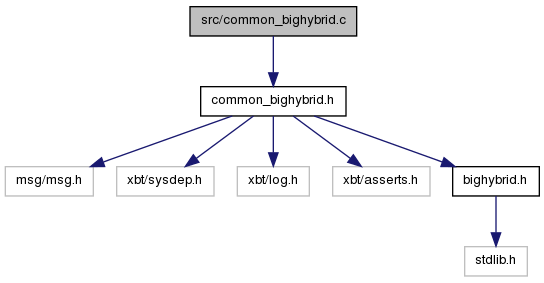 src/common_bighybrid.c
common_bighybrid.h
msg/msg.h
xbt/sysdep.h
xbt/log.h
xbt/asserts.h
bighybrid.h
stdlib.h